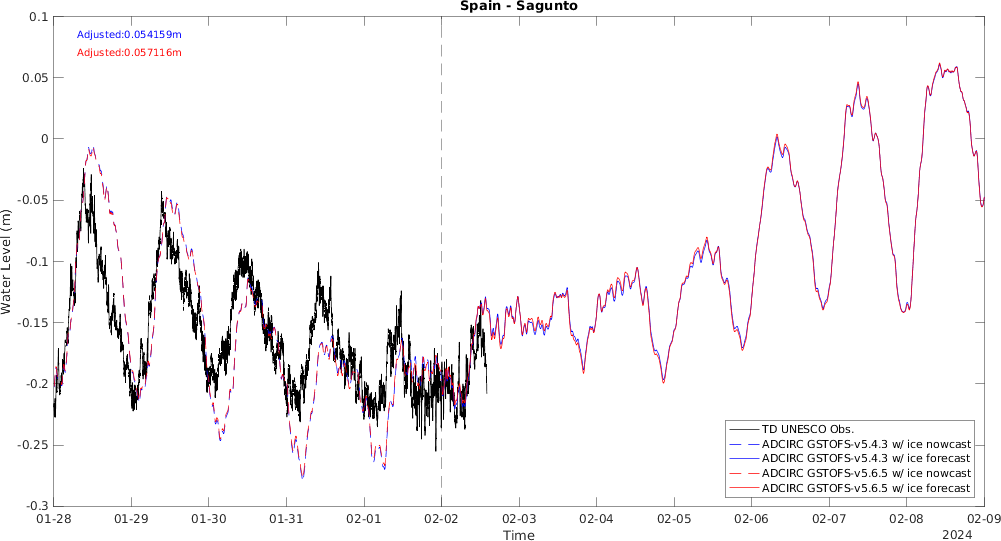 Spain - Sagunto
Adjusted:0.054159m
Adjusted:0.057116m
0.1
0.05
0
-0.05
-0.1
-0.15
-0.2
-0.25
-0.3
Water Level (m)
TD UNESCO Obs.
ADCIRC GSTOFS-v5.4.3 w/ ice nowcast
ADCIRC GSTOFS-v5.4.3 w/ ice forecast
ADCIRC GSTOFS-v5.6.5 w/ ice nowcast
ADCIRC GSTOFS-v5.6.5 w/ ice forecast
01-28 01-29 01-30 01-31 02-01 02-02 02-03 02-04 02-05 02-06 02-07 02-08 02-09
Time
2024